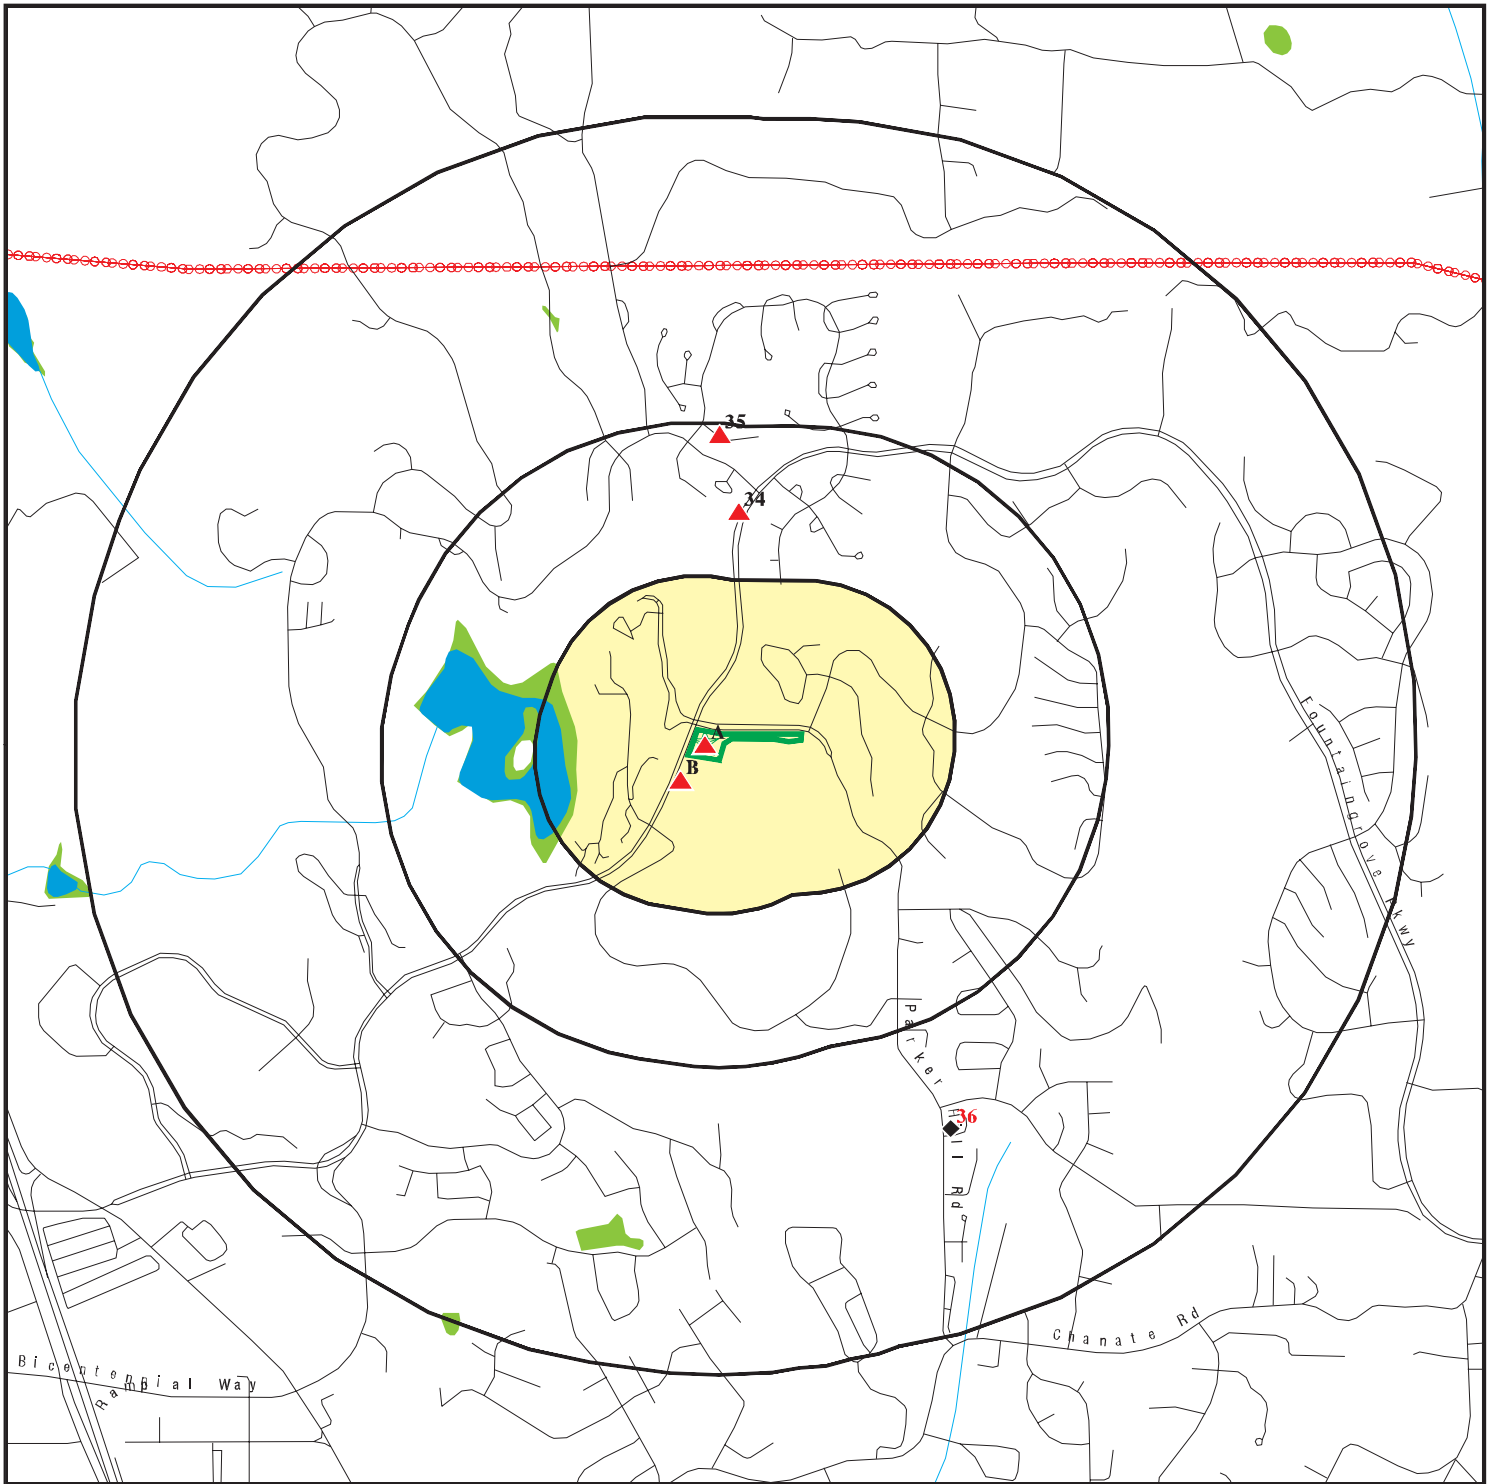 35
34
A
B
Fountaingrove Pkwy
Parker Hill Rd
36
Chanate Rd
Bicentennial Way
Ramp